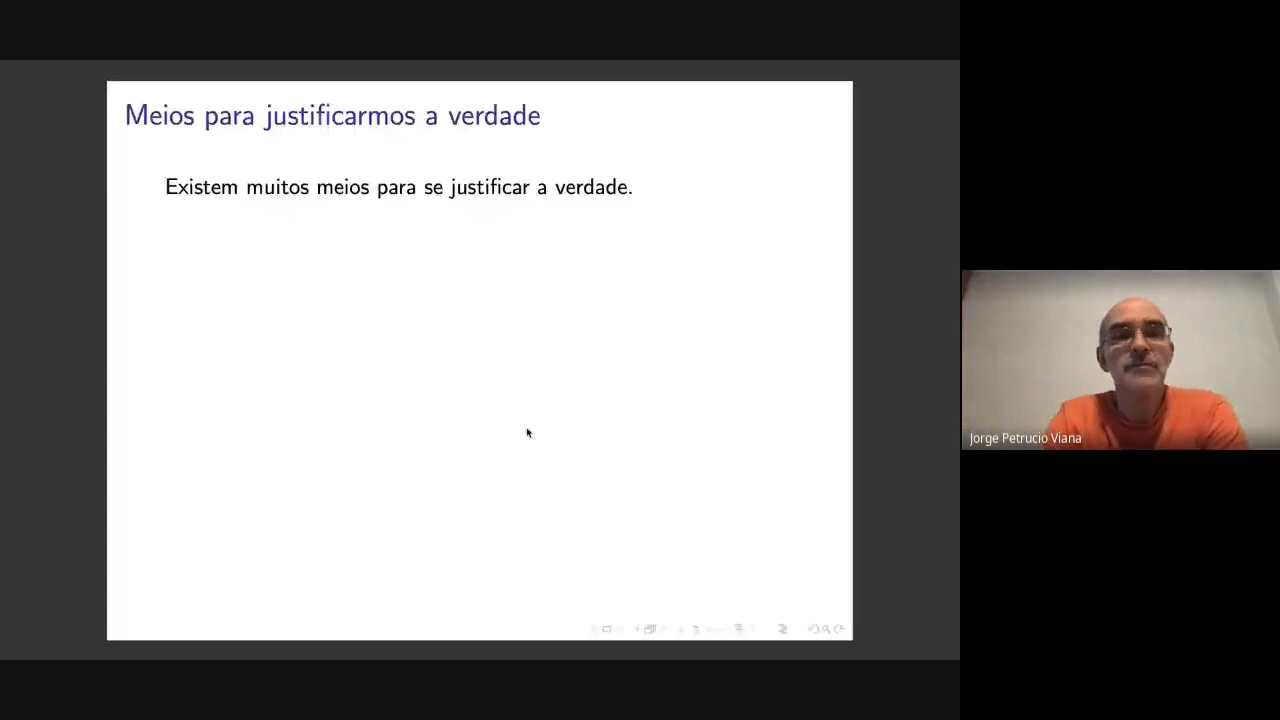 Meios para justificarmos a verdade
Existem muitos meios para se justificar a verdade.
Jorge Petrucio Viana